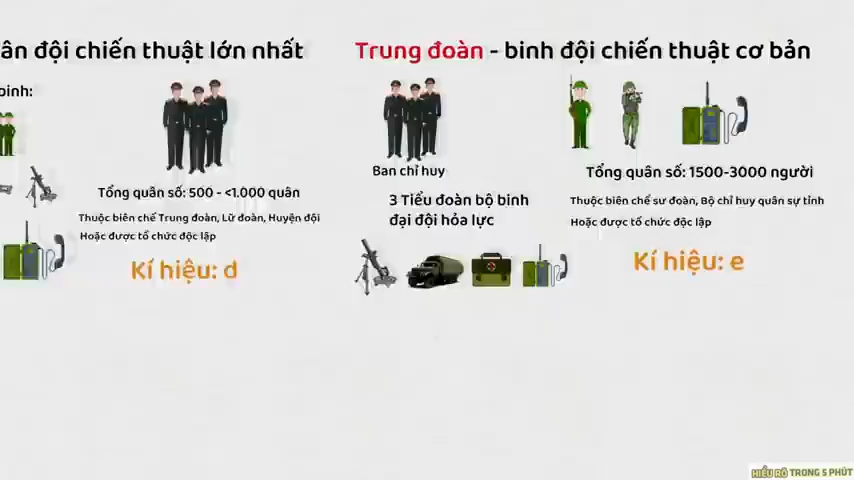 ân đội chiến thuật lớn nhất
binh:
Tổng quân số: 500 - <1.000 quân
Thuộc biên chế Trung đoàn, Lữ đoàn, Huyện đội
Hoặc được tổ chức độc lập
Kí hiệu: d
Trung đoàn - binh đội chiến thuật cơ bản
Ban chỉ huy
3 Tiểu đoàn bộ binh
đại đội hỏa lực
Tổng quân số: 1500-3000 người
Thuộc biên chế sư đoàn, Bộ chỉ huy quân sự tỉnh
Hoặc được tổ chức độc lập
Kí hiệu: e
HIỂU RÕ TRONG 5 PHÚT